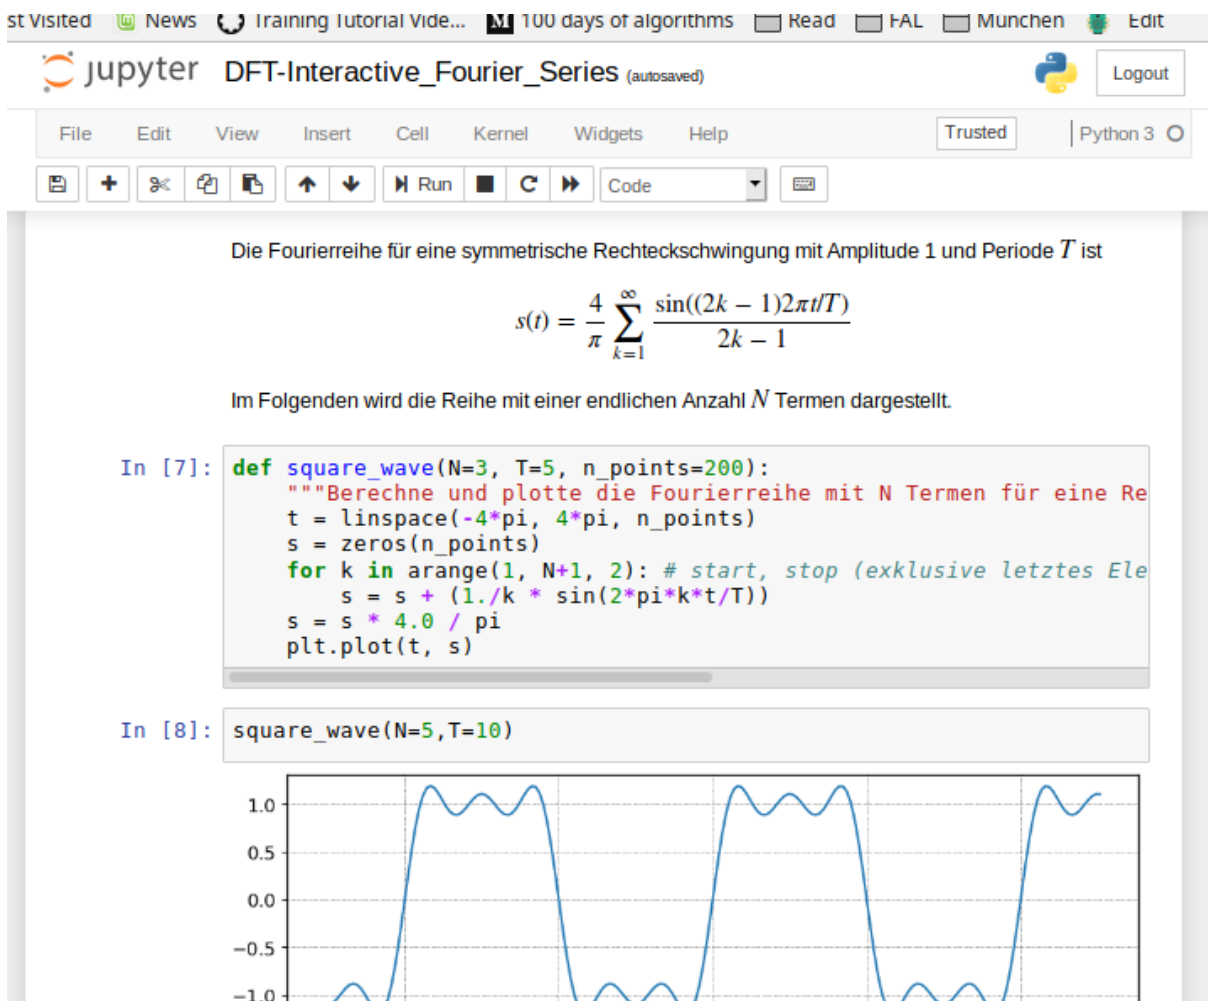 st Visited News Training Tutorial Vide... M 100 days of algorithms Read FAL München Edit
jupyter DFT-Interactive_Fourier_Series (autosaved) Logout
File Edit View Insert Cell Kernel Widgets Help Trusted Python 3
Run Code
Die Fourierreihe für eine symmetrische Rechteckschwingung mit Amplitude 1 und Periode T ist
s(t) = 4/π ∑_{k=1}^{∞} sin((2k − 1)2πt/T) / (2k − 1)
Im Folgenden wird die Reihe mit einer endlichen Anzahl N Termen dargestellt.
In [7]: def square_wave(N=3, T=5, n_points=200):
"""Berechne und plotte die Fourierreihe mit N Termen für eine Re
t = linspace(-4*pi, 4*pi, n_points)
s = zeros(n_points)
for k in arange(1, N+1, 2): # start, stop (exklusive letztes Ele
s = s + (1./k * sin(2*pi*k*t/T))
s = s * 4.0 / pi
plt.plot(t, s)
In [8]: square_wave(N=5,T=10)
1.0
0.5
0.0
−0.5
−1.0